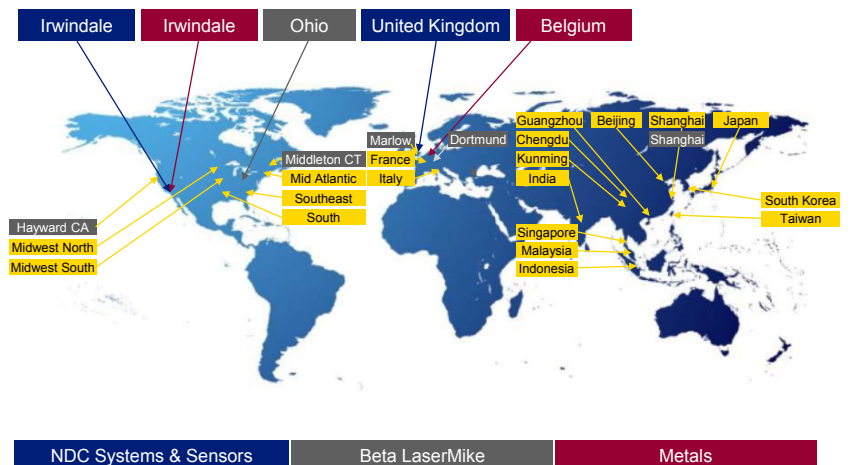 Irwindale
Irwindale
Ohio
United Kingdom
Belgium
Guangzhou
Beijing
Shanghai
Japan
Marlow
Dortmund
Chengdu
Shanghai
Middleton CT
France
Kunming
Mid Atlantic
Italy
India
Southeast
South Korea
South
Taiwan
Hayward CA
Singapore
Midwest North
Malaysia
Midwest South
Indonesia
NDC Systems & Sensors
Beta LaserMike
Metals